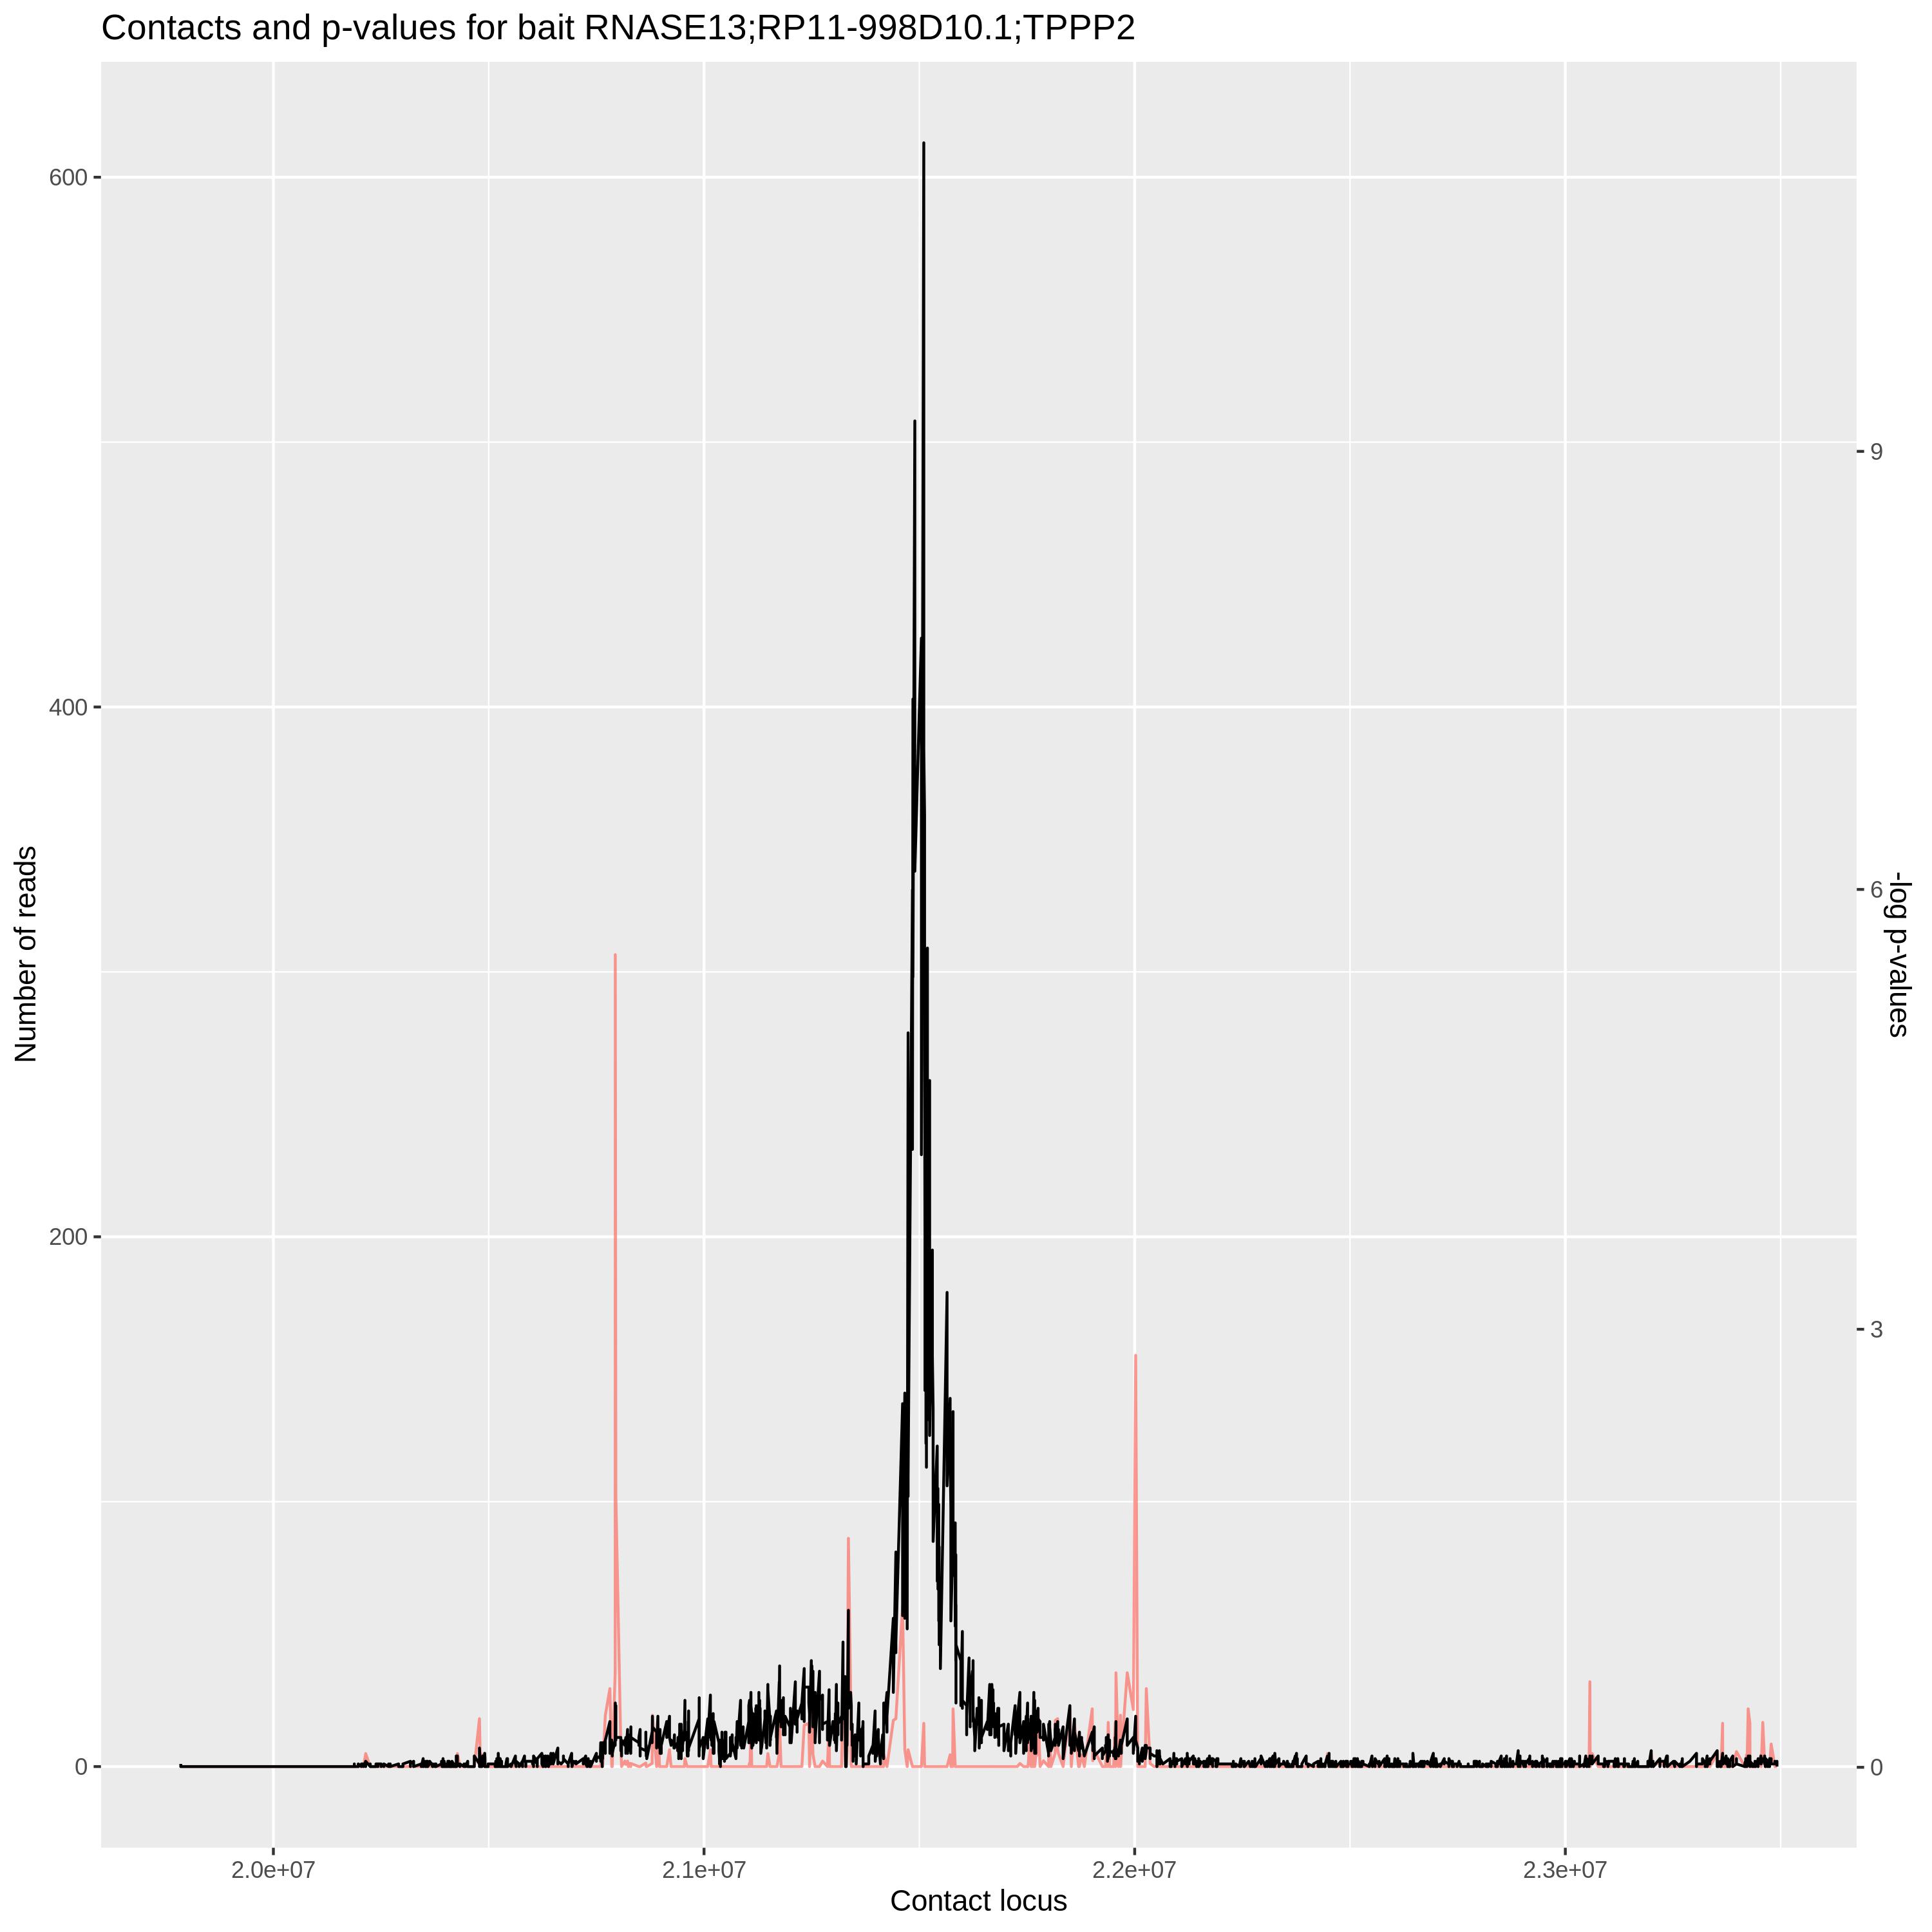 Contacts and p-values for bait RNASE13;RP11-998D10.1;TPPP2
600
400
200
0
Number of reads
9
6
3
0
-log p-values
2.0e+07
2.1e+07
2.2e+07
2.3e+07
Contact locus